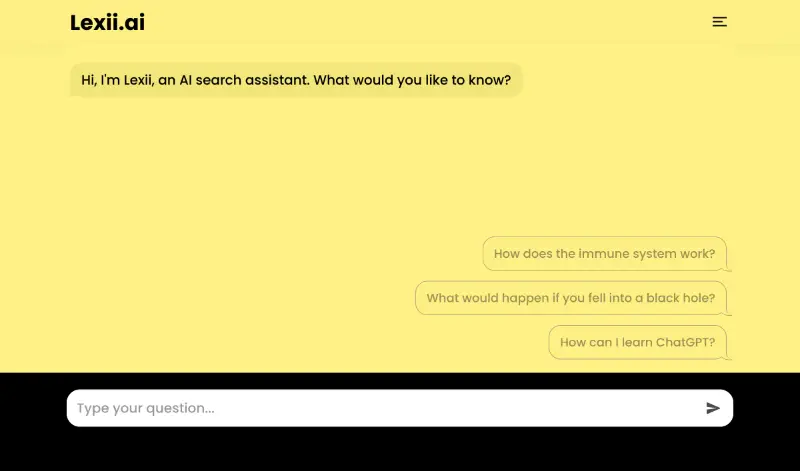 Lexii.ai
Hi, I'm Lexii, an AI search assistant. What would you like to know?
How does the immune system work?
What would happen if you fell into a black hole?
How can I learn ChatGPT?
Type your question...